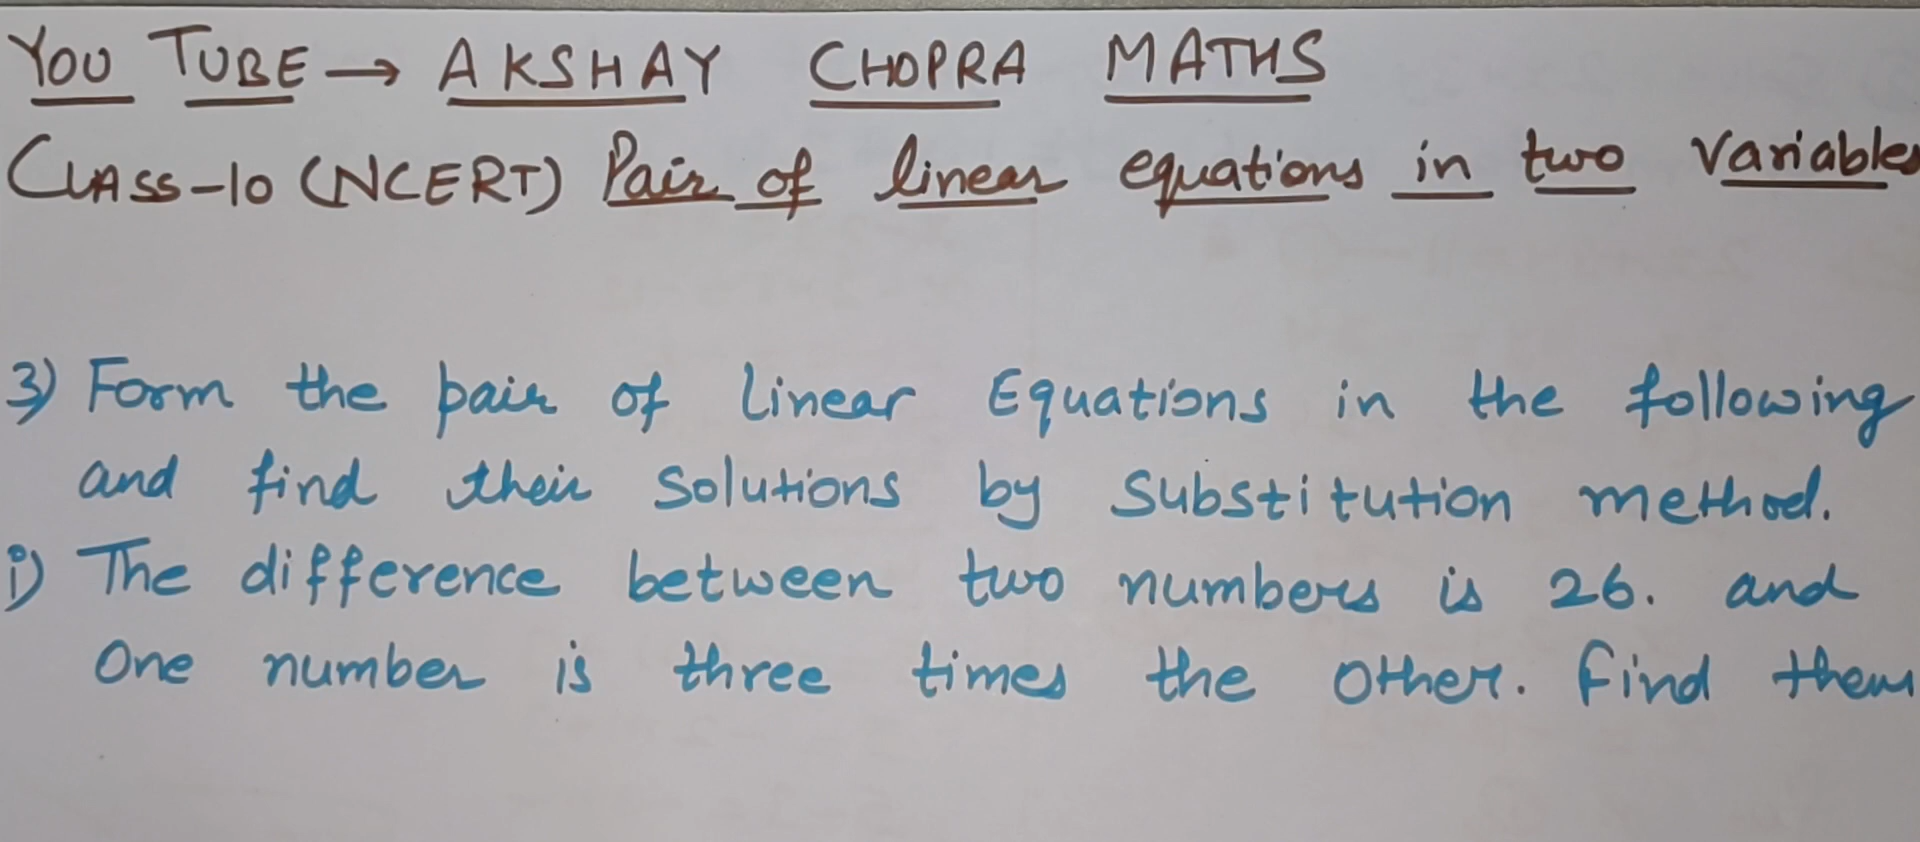 YOU TUBE → AKSHAY CHOPRA MATHS
CLASS-10 (NCERT) Pair of linear equations in two variables
3) Form the pair of linear Equations in the following
and find their solutions by substitution method.
i) The difference between two numbers is 26. and
One number is three times the other. find them